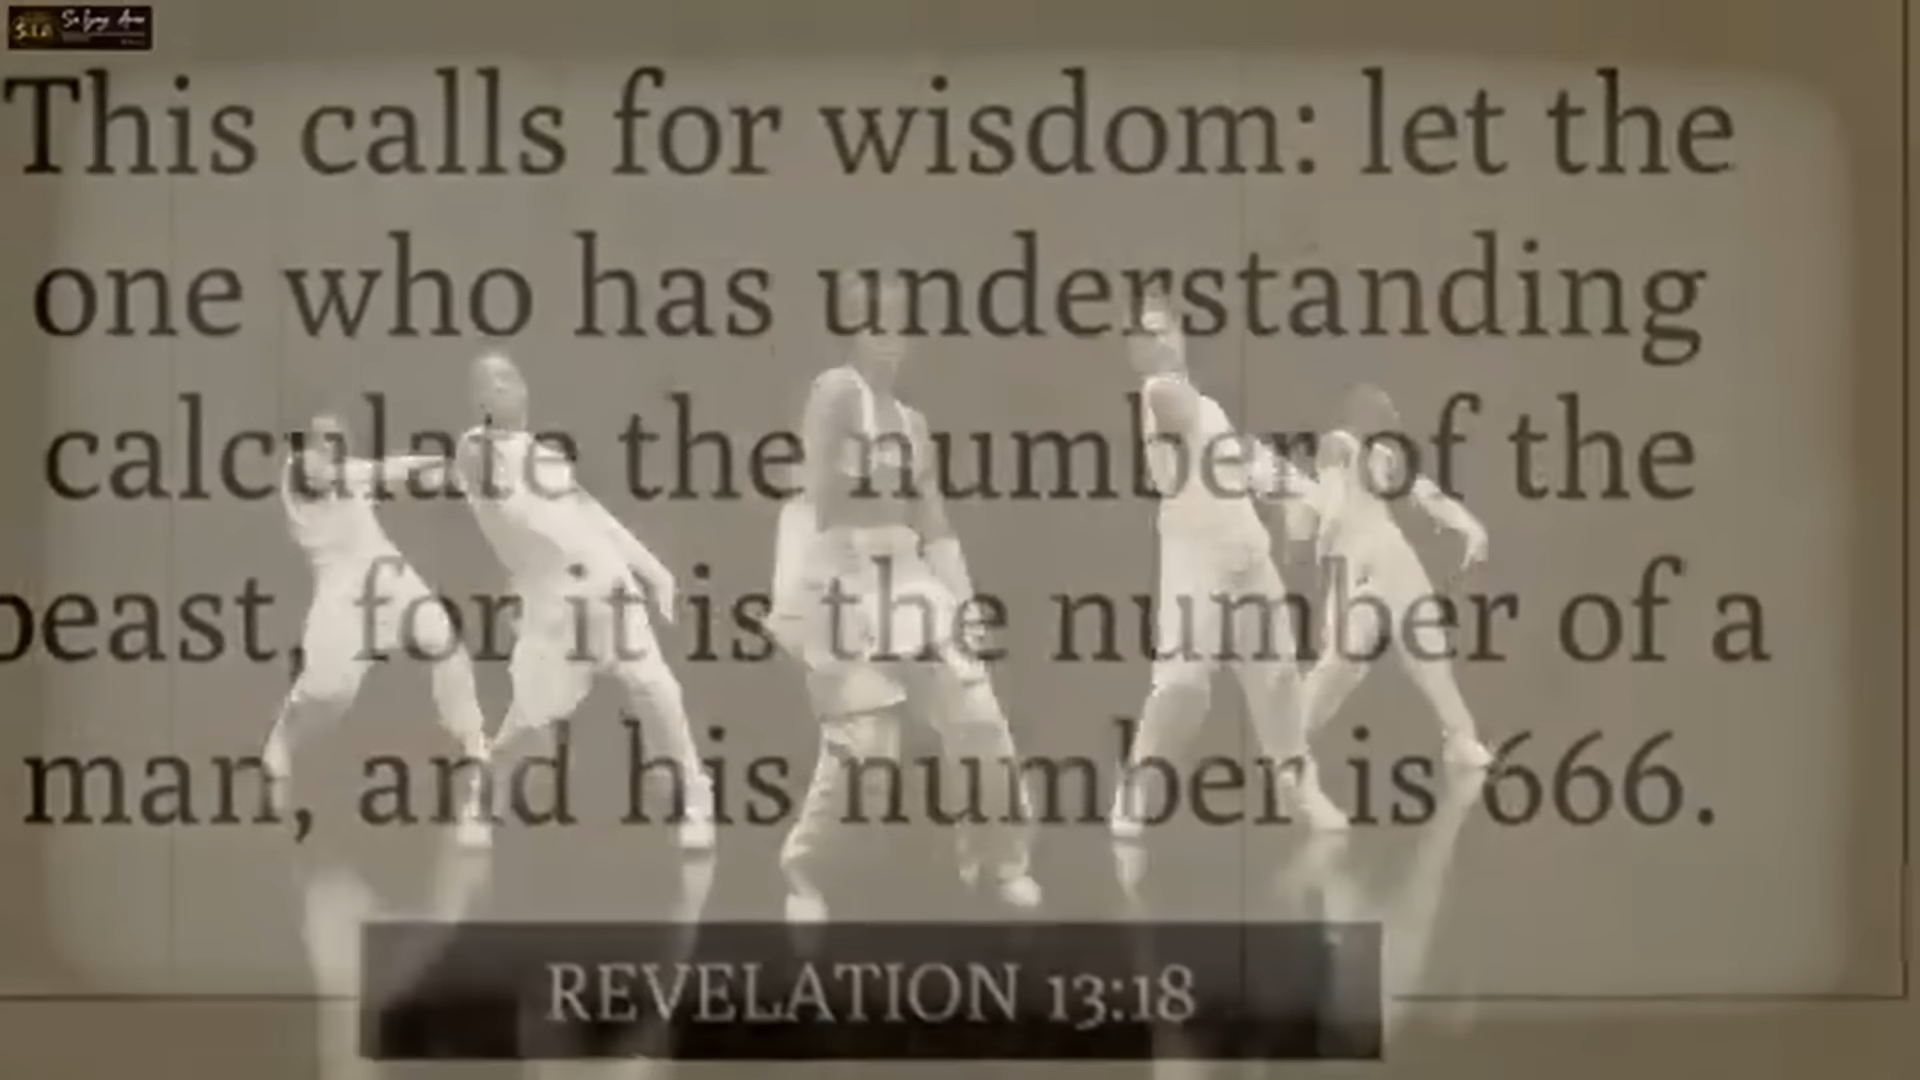 This calls for wisdom: let the
one who has understanding
calculate the number of the
beast, for it is the number of a
man, and his number is 666.
REVELATION 13:18